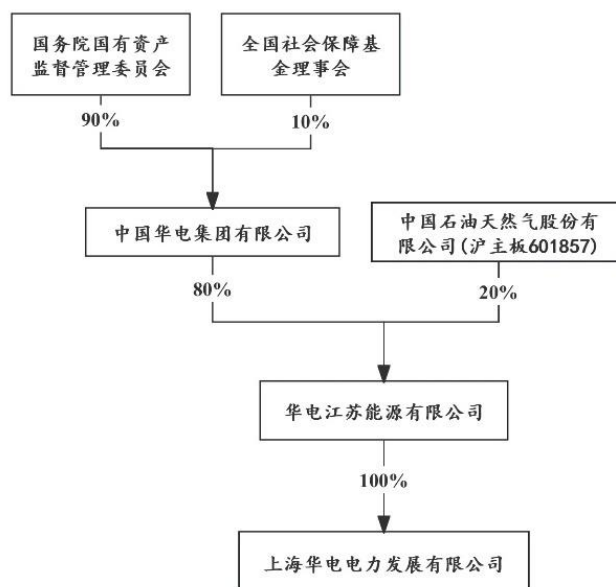 国务院国有资产
监督管理委员会
全国社会保障基
金理事会
90%
10%
中国华电集团有限公司
中国石油天然气股份有
限公司(沪主板601857)
80%
20%
华电江苏能源有限公司
100%
上海华电电力发展有限公司